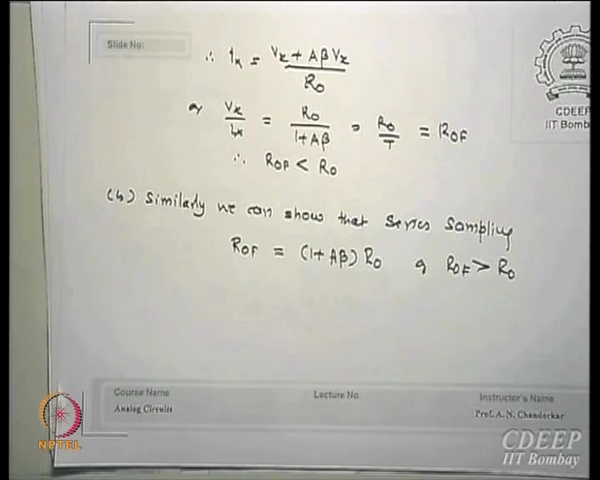 Slide No:
∴ Ix = Vx + Aβ Vx / Ro
or Vx / Ix = Ro / 1+Aβ = Ro / T = ROF
∴ ROF < Ro
(b) Similarly we can show that Series Sampling
ROF = (1+ Aβ) Ro & ROF > Ro
CDEEP
IIT Bombay
Course Name
Analog Circuits
Lecture No.
Instructor's Name
Prof. A. N. Chandorkar
NPTEL
CDEEP
IIT Bombay